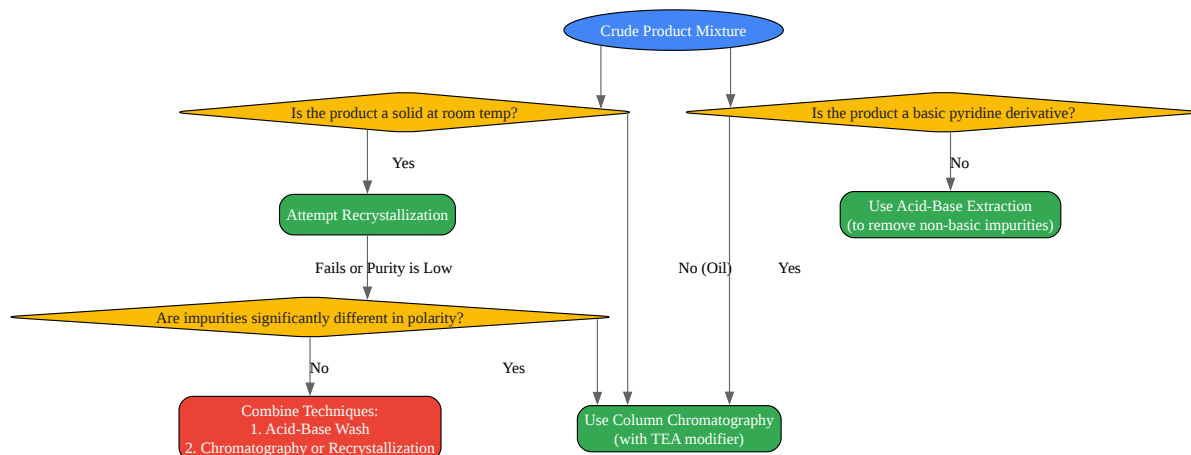 Crude Product Mixture
Is the product a solid at room temp?
Is the product a basic pyridine derivative?
Yes
No
Attempt Recrystallization
Use Acid-Base Extraction
(to remove non-basic impurities)
Fails or Purity is Low
No (Oil)
Yes
Are impurities significantly different in polarity?
No
Yes
Combine Techniques:
1. Acid-Base Wash
2. Chromatography or Recrystallization
Use Column Chromatography
(with TEA modifier)